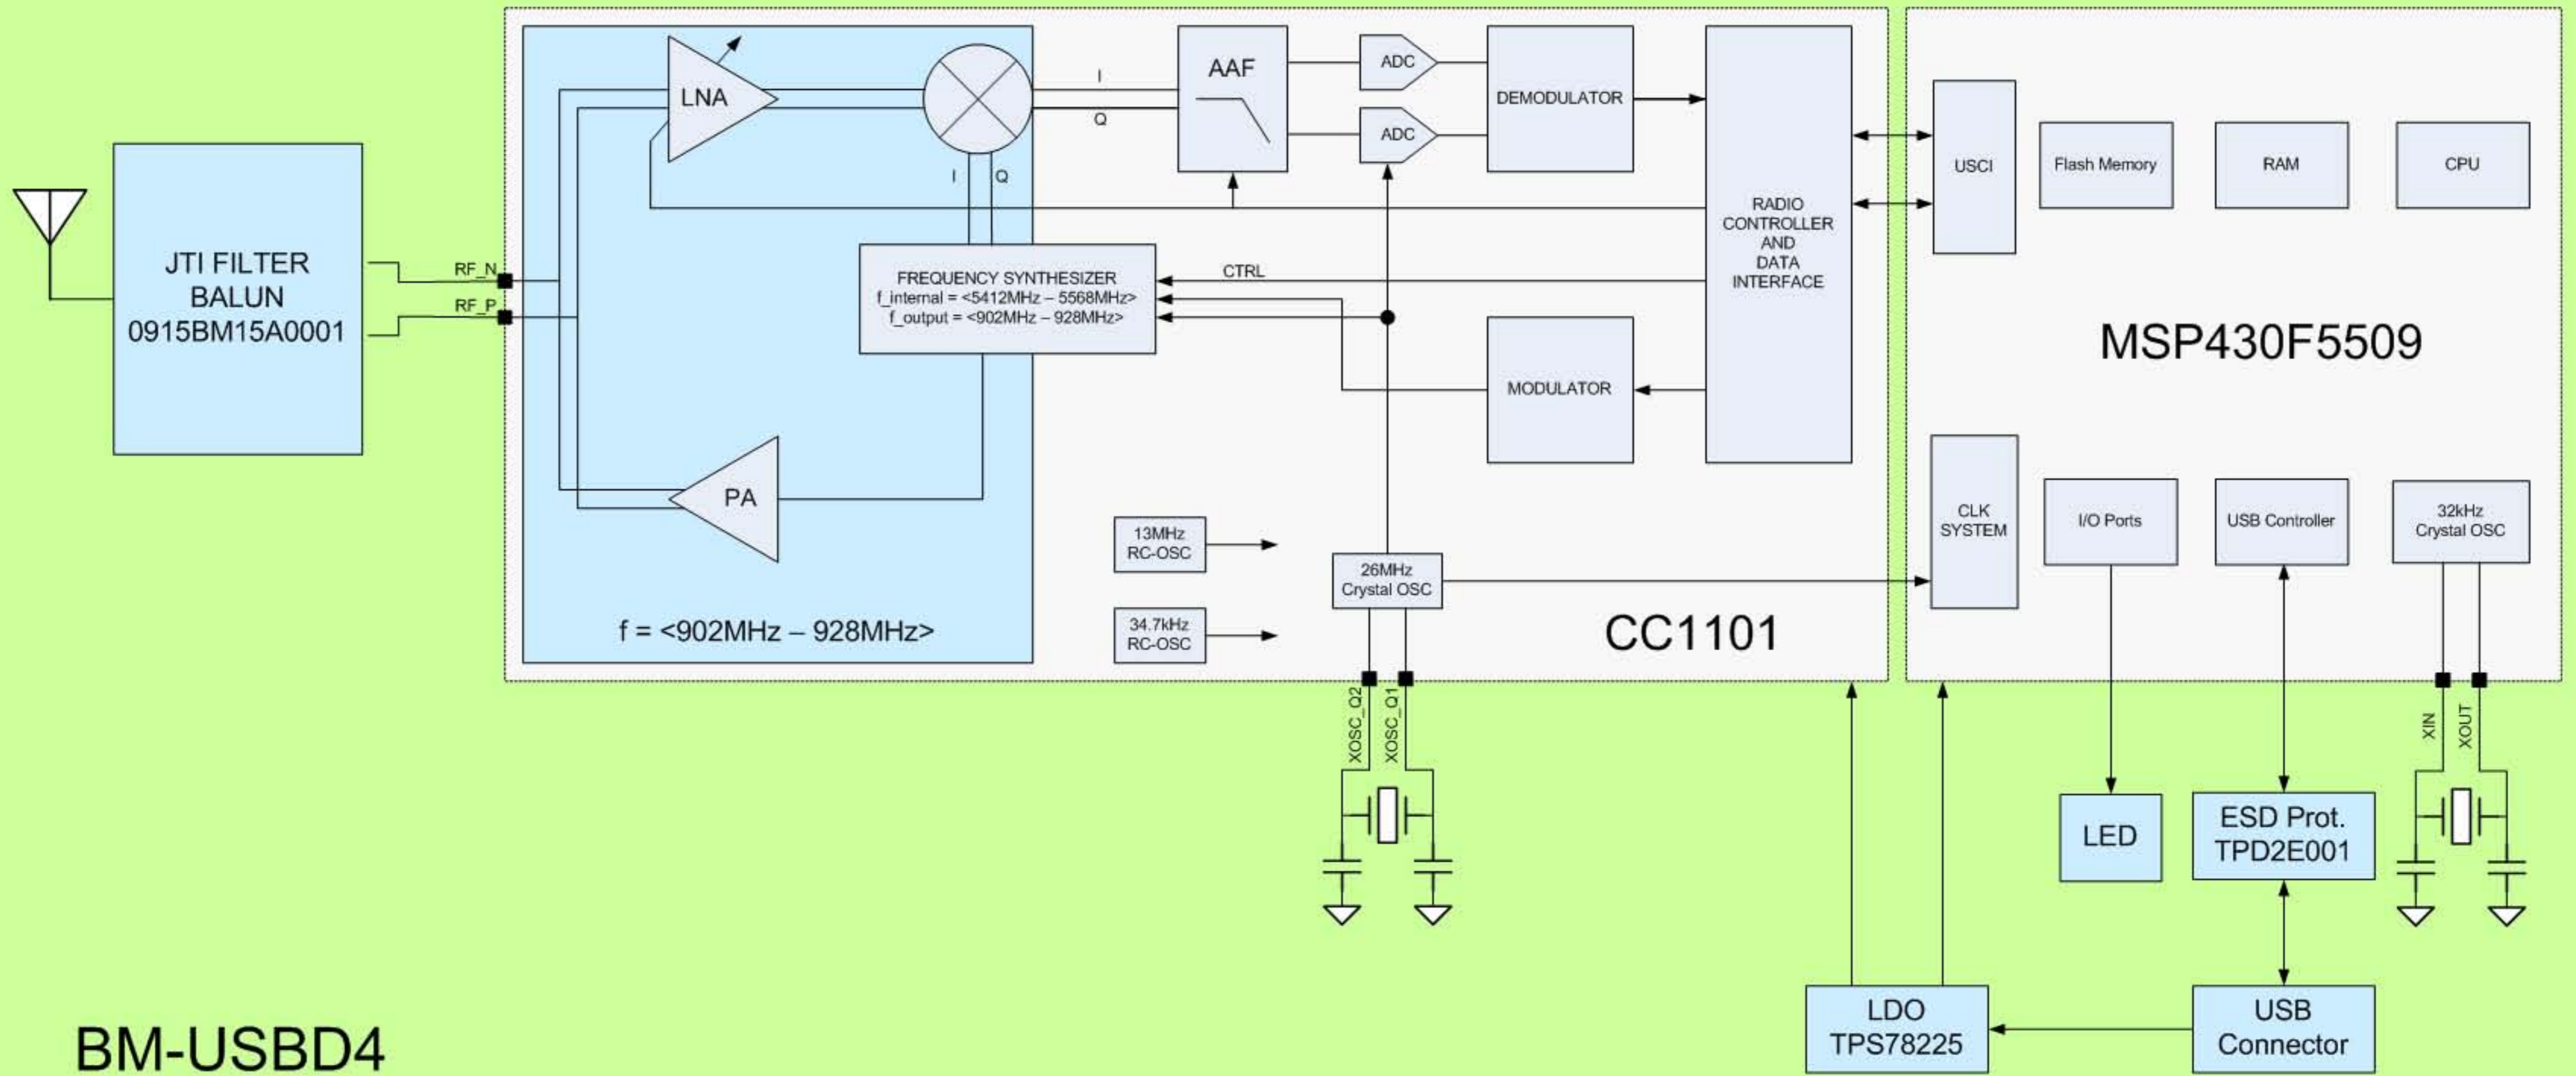 JTI FILTER
BALUN
0915BM15A0001
RF_N
RF_P
LNA
I
Q
I
Q
FREQUENCY SYNTHESIZER
f_internal = <5412MHz – 5568MHz>
f_output = <902MHz – 928MHz>
PA
f = <902MHz – 928MHz>
AAF
ADC
ADC
DEMODULATOR
CTRL
MODULATOR
RADIO
CONTROLLER
AND
DATA
INTERFACE
13MHz
RC-OSC
34.7kHz
RC-OSC
26MHz
Crystal OSC
CC1101
XOSC_Q2
XOSC_Q1
USCI
Flash Memory
RAM
CPU
MSP430F5509
CLK
SYSTEM
I/O Ports
USB Controller
32kHz
Crystal OSC
XIN
XOUT
LED
ESD Prot.
TPD2E001
LDO
TPS78225
USB
Connector
BM-USBD4